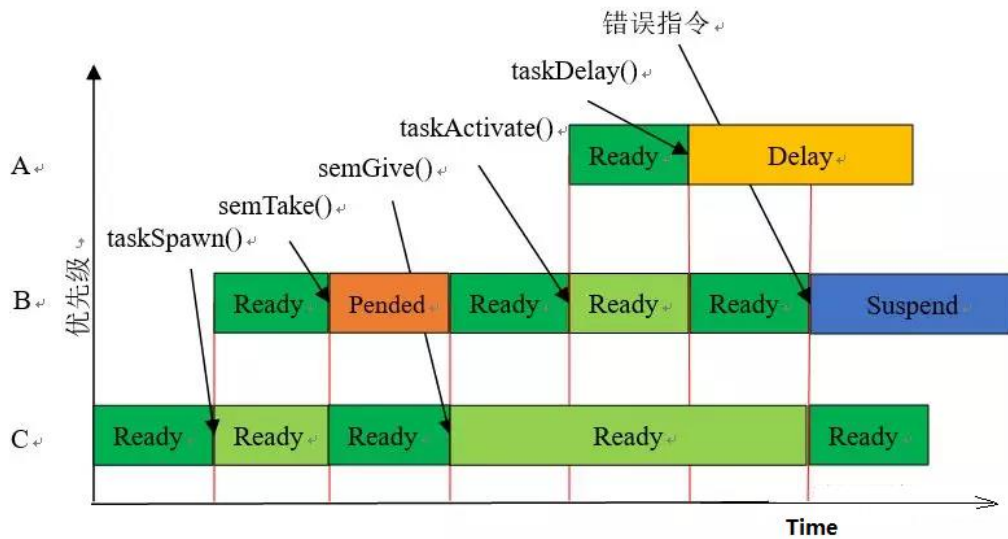 错误指令
taskDelay()
taskActivate()
semGive()
semTake()
taskSpawn()
优先级
A
Ready
Delay
B
Ready
Pended
Ready
Ready
Ready
Suspend
C
Ready
Ready
Ready
Ready
Ready
Time